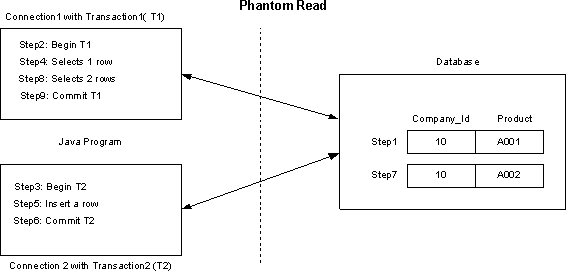 Phantom Read
Connection1 with Transaction1( T1)
Step2: Begin T1
Step4: Selects 1 row
Step8: Selects 2 rows
Step9: Commit T1
Java Program
Step3: Begin T2
Step5: Insert a row
Step6: Commit T2
Connection 2 with Transaction2 (T2)
Database
Company_Id Product
Step1 10 A001
Step7 10 A002